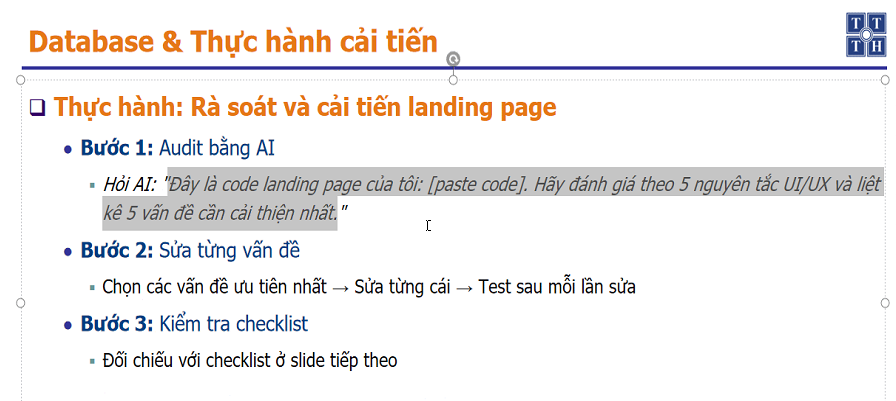 Database & Thực hành cải tiến
T T
T H
❑ Thực hành: Rà soát và cải tiến landing page
• Bước 1: Audit bằng AI
▪ Hỏi AI: "Đây là code landing page của tôi: [paste code]. Hãy đánh giá theo 5 nguyên tắc UI/UX và liệt
kê 5 vấn đề cần cải thiện nhất."
• Bước 2: Sửa từng vấn đề
▪ Chọn các vấn đề ưu tiên nhất → Sửa từng cái → Test sau mỗi lần sửa
• Bước 3: Kiểm tra checklist
▪ Đối chiếu với checklist ở slide tiếp theo